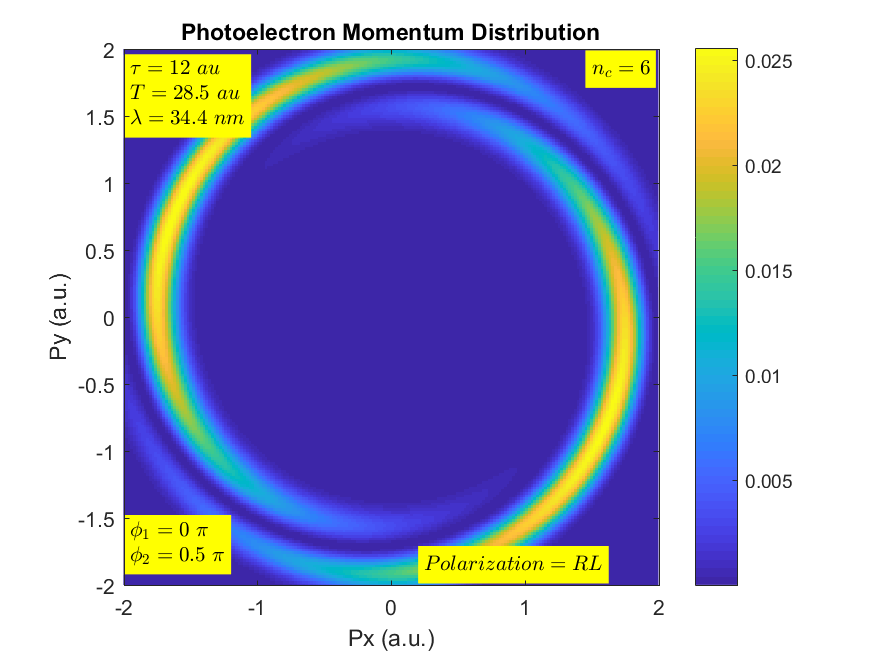 Photoelectron Momentum Distribution
τ = 12 au
T = 28.5 au
λ = 34.4 nm
n_c = 6
ϕ_1 = 0 π
ϕ_2 = 0.5 π
Polarization = RL
2
1.5
1
0.5
0
-0.5
-1
-1.5
-2
Py (a.u.)
-2
-1
0
1
2
Px (a.u.)
0.025
0.02
0.015
0.01
0.005